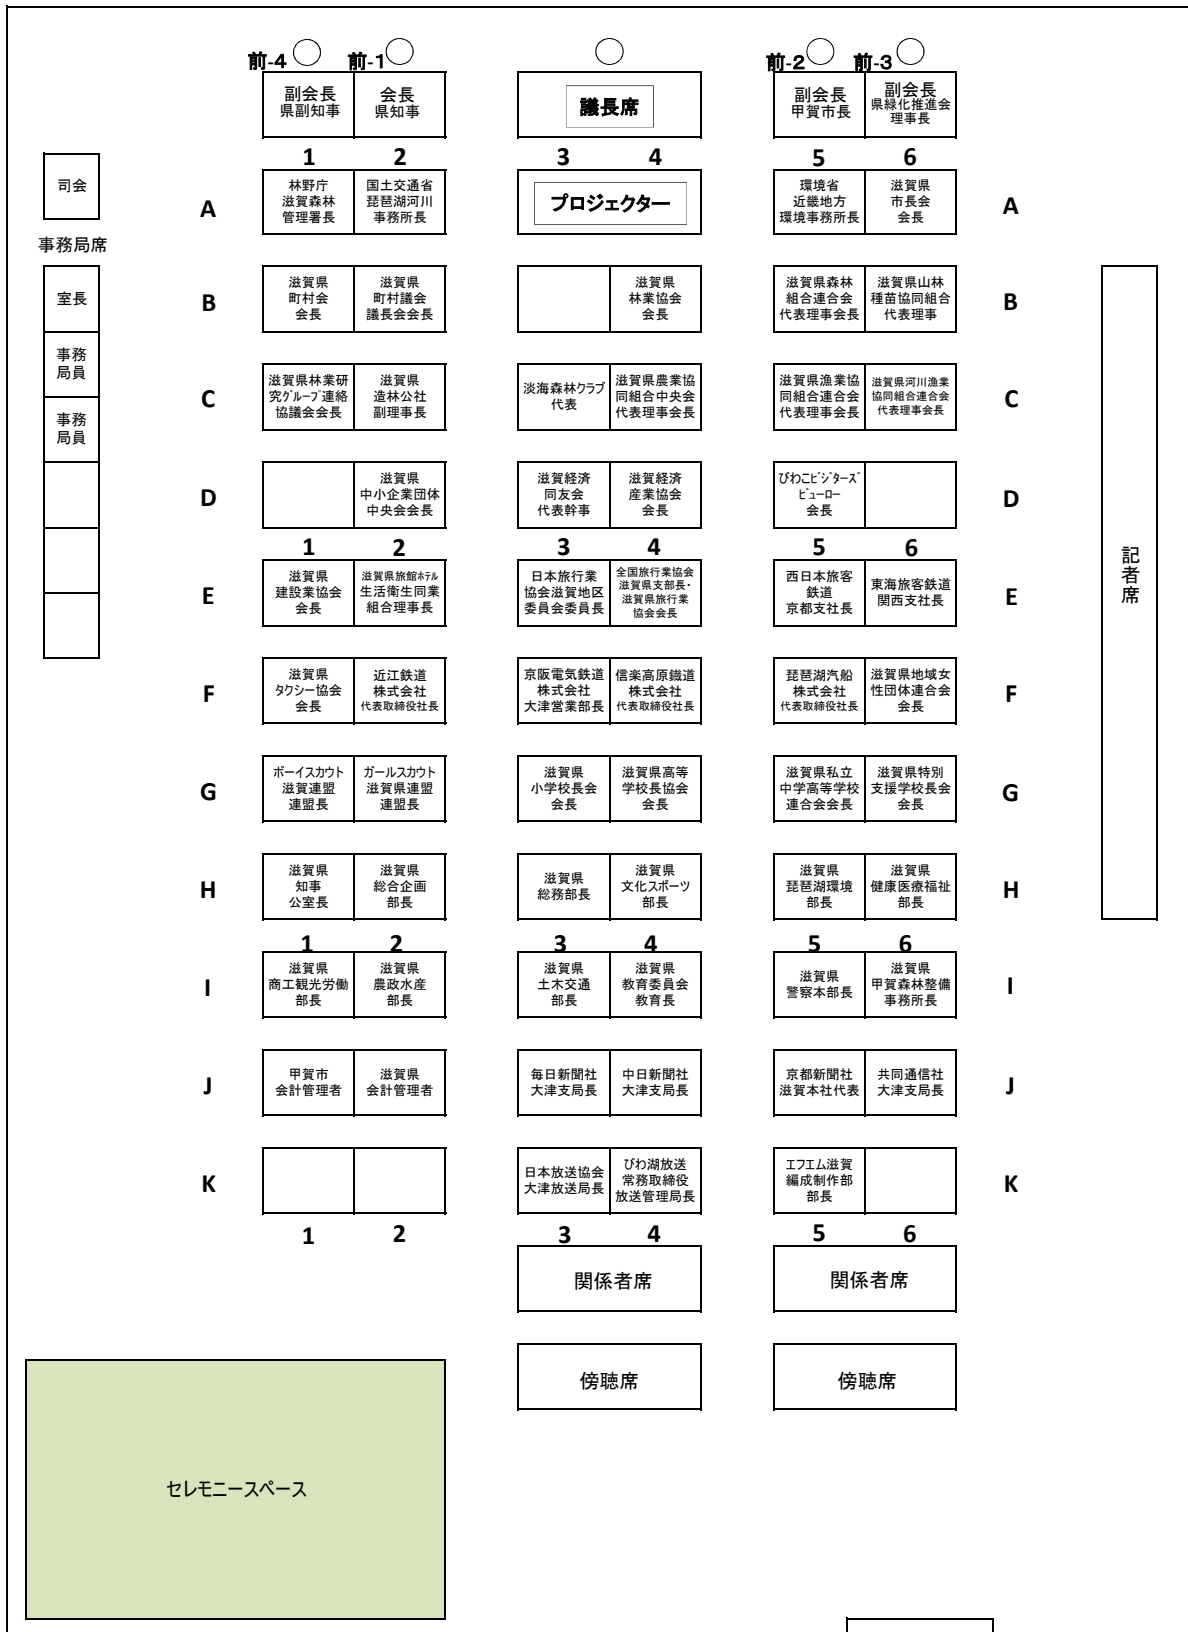 前-4
前-1
前-2
前-3
副会長
県副知事
会長
県知事
議長席
副会長
甲賀市長
副会長
県緑化推進会
理事長
1
2
3
4
5
6
司会
事務局席
室長
事務
局員
事務
局員
A
林野庁
滋賀森林
管理署長
国土交通省
琵琶湖河川
事務所長
プロジェクター
環境省
近畿地方
環境事務所長
滋賀県
市長会
会長
A
B
滋賀県
町村会
会長
滋賀県
町村議会
議長会会長
滋賀県
林業協会
会長
滋賀県森林
組合連合会
代表理事会長
滋賀県山林
種苗協同組合
代表理事
B
C
滋賀県林業研
究グループ連絡
協議会会長
滋賀県
造林公社
副理事長
淡海森林クラブ
代表
滋賀県農業協
同組合中央会
代表理事会長
滋賀県漁業協
同組合連合会
代表理事会長
滋賀県河川漁業
協同組合連合会
代表理事会長
C
D
滋賀県
中小企業団体
中央会会長
滋賀経済
同友会
代表幹事
滋賀経済
産業協会
会長
びわこビジターズ
ビューロー
会長
D
1
2
3
4
5
6
E
滋賀県
建設業協会
会長
滋賀県旅館ホテル
生活衛生同業
組合理事長
日本旅行業
協会滋賀地区
委員会委員長
全国旅行業協会
滋賀県支部長・
滋賀県旅行業
協会会長
西日本旅客
鉄道
京都支社長
東海旅客鉄道
関西支社長
E
記者席
F
滋賀県
タクシー協会
会長
近江鉄道
株式会社
代表取締役社長
京阪電気鉄道
株式会社
大津営業部長
信楽高原鐵道
株式会社
代表取締役社長
琵琶湖汽船
株式会社
代表取締役社長
滋賀県地域女
性団体連合会
会長
F
G
ボーイスカウト
滋賀連盟
連盟長
ガールスカウト
滋賀県連盟
連盟長
滋賀県
小学校長会
会長
滋賀県高等
学校長協会
会長
滋賀県私立
中学高等学校
連合会会長
滋賀県特別
支援学校長会
会長
G
H
滋賀県
知事
公室長
滋賀県
総合企画
部長
滋賀県
総務部長
滋賀県
文化スポーツ
部長
滋賀県
琵琶湖環境
部長
滋賀県
健康医療福祉
部長
H
1
2
3
4
5
6
I
滋賀県
商工観光労働
部長
滋賀県
農政水産
部長
滋賀県
土木交通
部長
滋賀県
教育委員会
教育長
滋賀県
警察本部長
滋賀県
甲賀森林整備
事務所長
I
J
甲賀市
会計管理者
滋賀県
会計管理者
毎日新聞社
大津支局長
中日新聞社
大津支局長
京都新聞社
滋賀本社代表
共同通信社
大津支局長
J
K
日本放送協会
大津放送局長
びわ湖放送
常務取締役
放送管理局長
エフエム滋賀
編成制作部
部長
K
1
2
3
4
5
6
関係者席
関係者席
傍聴席
傍聴席
セレモニースペース